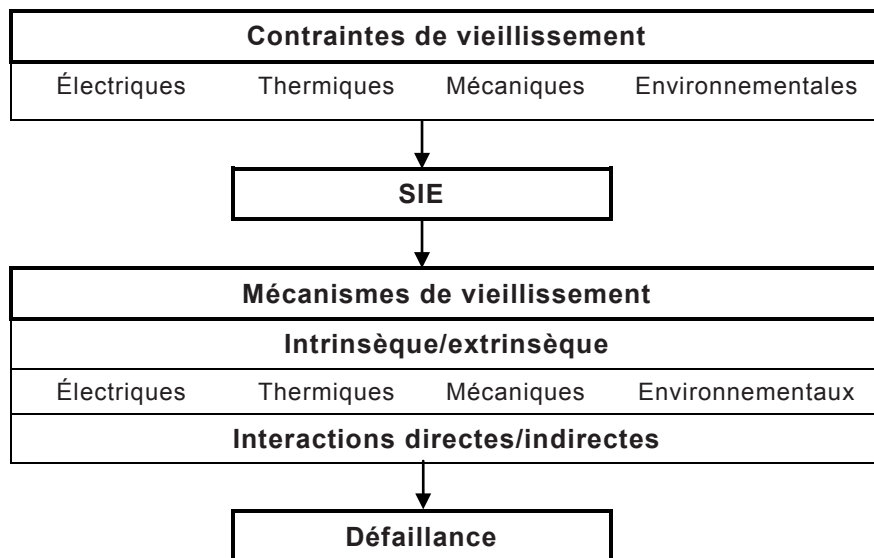 Contraintes de vieillissement
Électriques Thermiques Mécaniques Environnementales
SIE
Mécanismes de vieillissement
Intrinsèque/extrinsèque
Électriques Thermiques Mécaniques Environnementaux
Interactions directes/indirectes
Défaillance